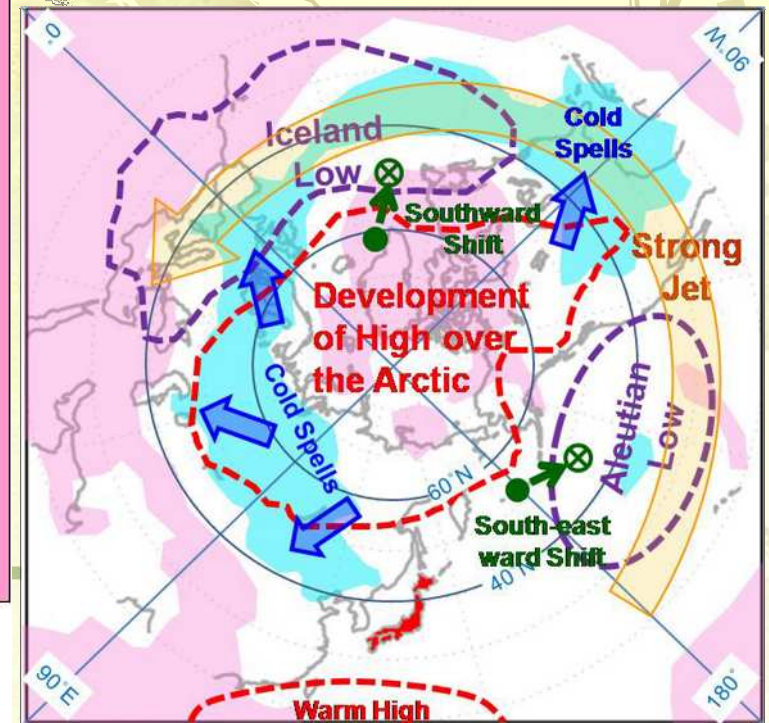 0°
90°W
Iceland
Low
Cold
Spells
Southward
Shift
Strong
Jet
Development
of High over
the Arctic
Cold Spells
Aleutian
Low
60°N
South-east
ward Shift
40°N
90°E
180°
Warm High